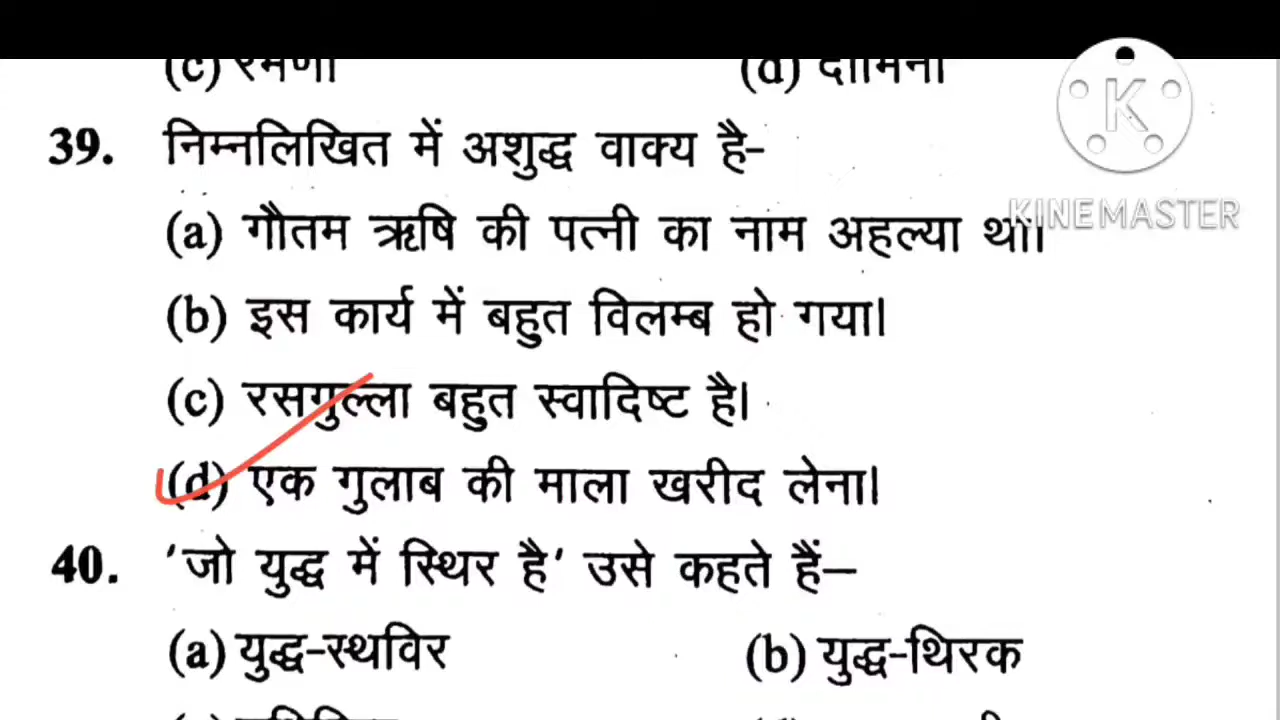 (c) रमणी (d) दामिनी
K
KINEMASTER
39. निम्नलिखित में अशुद्ध वाक्य है-
(a) गौतम ऋषि की पत्नी का नाम अहल्या था।
(b) इस कार्य में बहुत विलम्ब हो गया।
(c) रसगुल्ला बहुत स्वादिष्ट है।
(d) एक गुलाब की माला खरीद लेना।
40. 'जो युद्ध में स्थिर है' उसे कहते हैं—
(a) युद्ध-स्थविर (b) युद्ध-थिरक